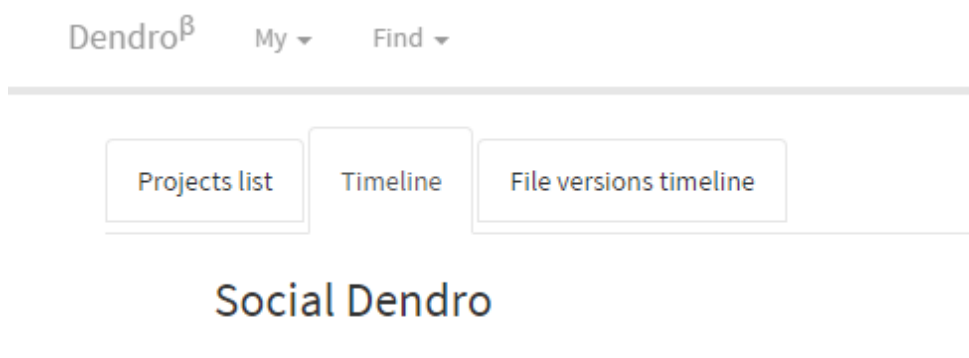 Dendroβ My Find
Projects list Timeline File versions timeline
Social Dendro